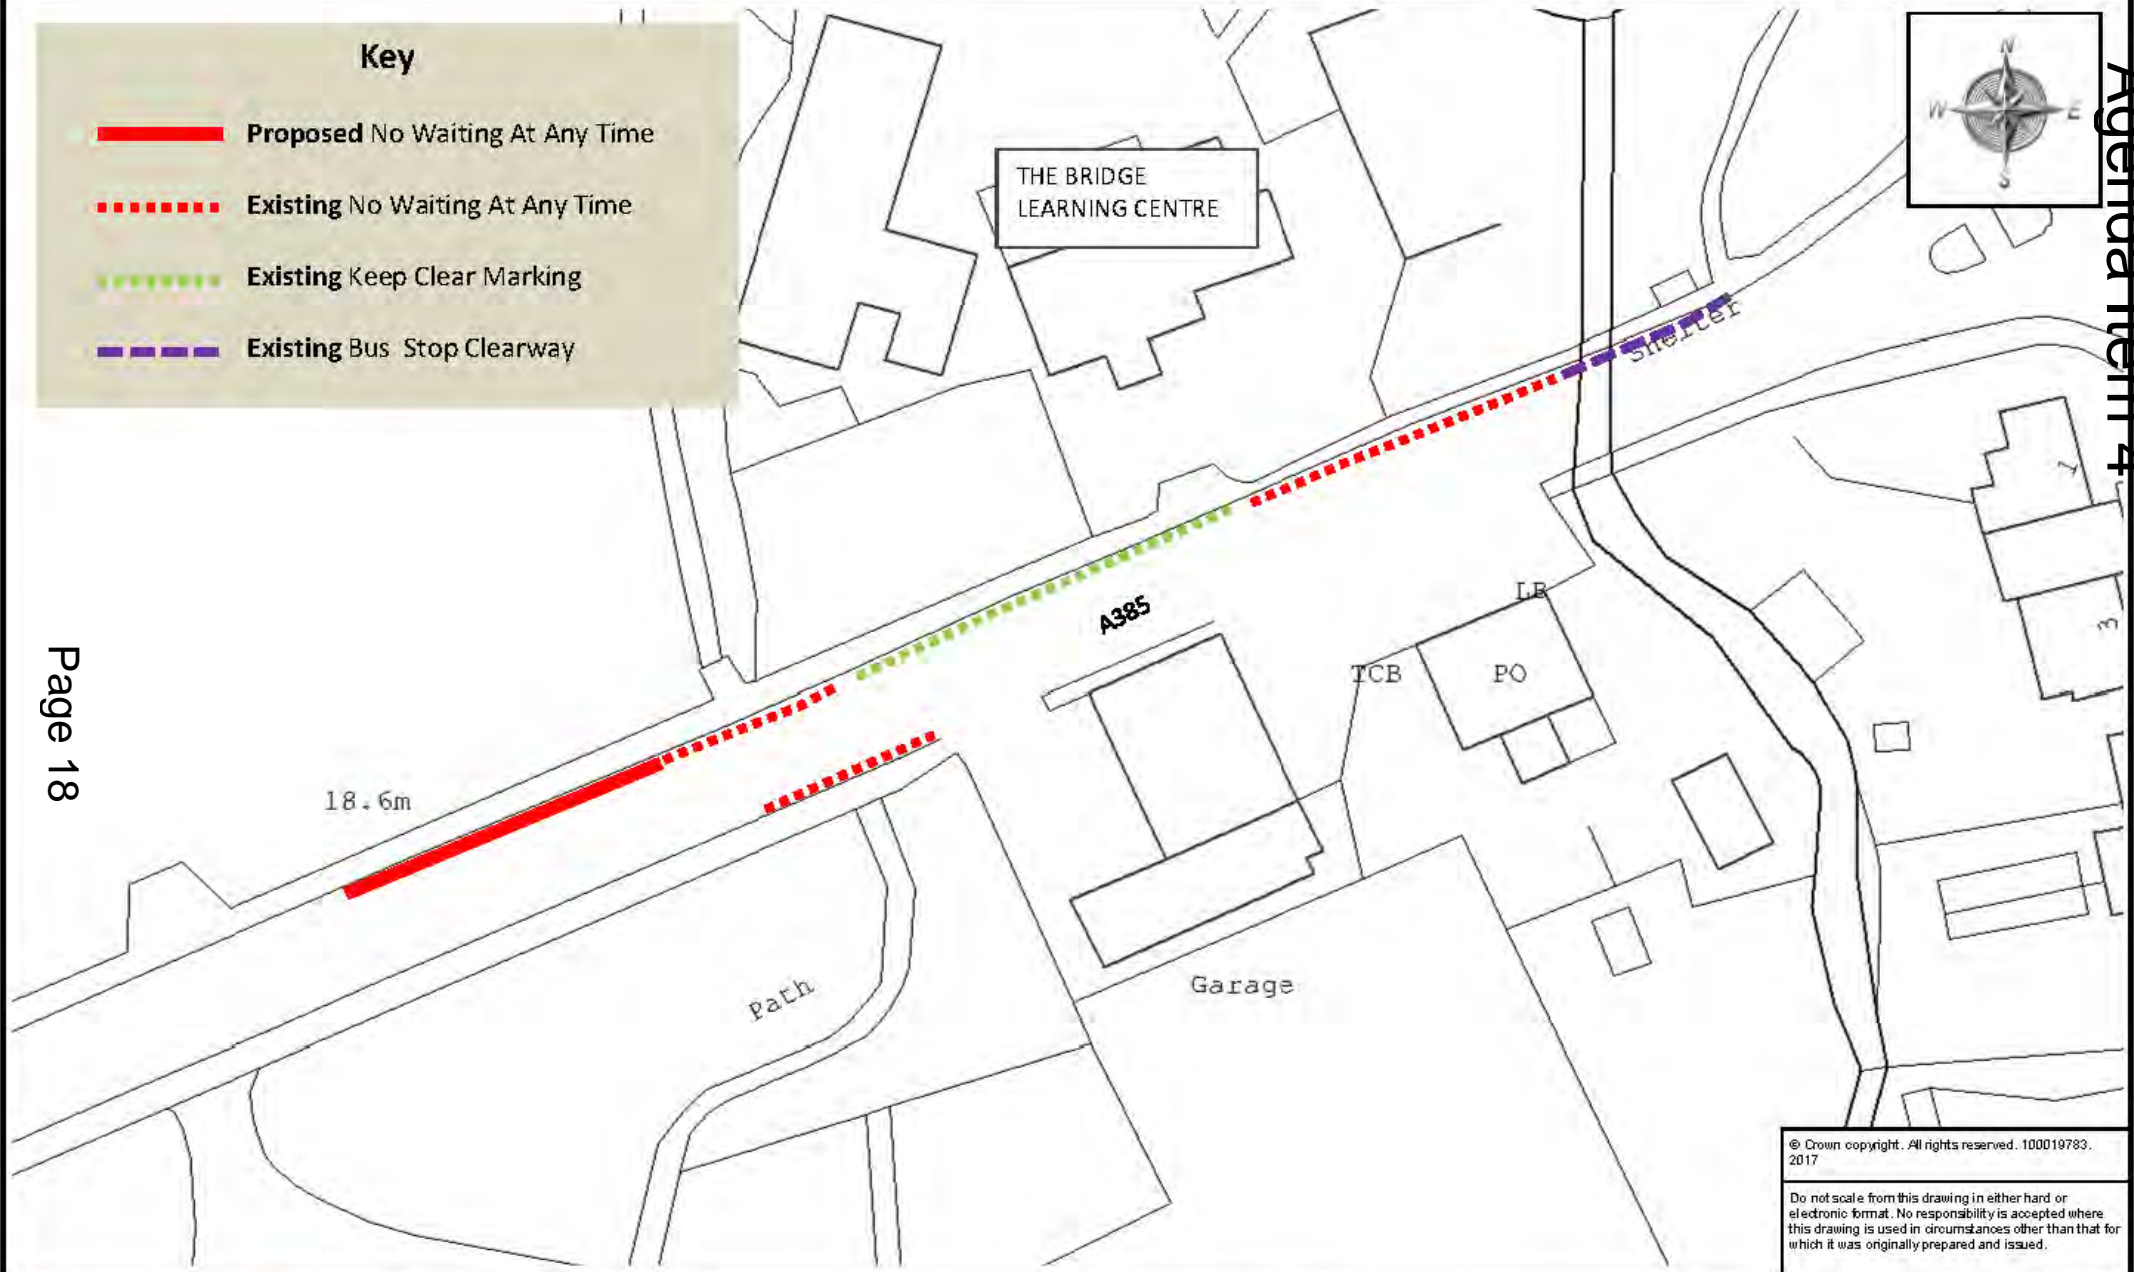 Agenda Item 4
Key
Proposed No Waiting At Any Time
Existing No Waiting At Any Time
Existing Keep Clear Marking
Existing Bus Stop Clearway
N
W
E
S
THE BRIDGE
LEARNING CENTRE
Shelter
A385
LB
TCB
PO
1
3
18.6m
Path
Garage
Page 18
© Crown copyright. All rights reserved. 100019783.
2017
Do not scale from this drawing in either hard or
electronic format. No responsibility is accepted where
this drawing is used in circumstances other than that for
which it was originally prepared and issued.